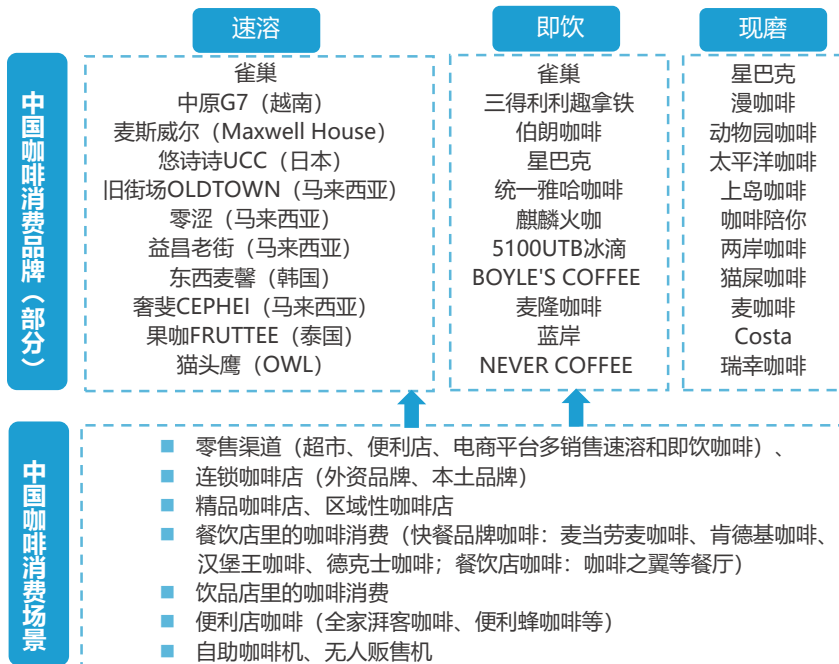 速溶
即饮
现磨
中国咖啡消费品牌（部分）
雀巢
中原G7（越南）
麦斯威尔（Maxwell House）
悠诗诗UCC（日本）
旧街场OLDTOWN（马来西亚）
零涩（马来西亚）
益昌老街（马来西亚）
东西麦馨（韩国）
奢斐CEPHEI（马来西亚）
果咖FRUTTEE（泰国）
猫头鹰（OWL）
雀巢
三得利利趣拿铁
伯朗咖啡
星巴克
统一雅哈咖啡
麒麟火咖
5100UTB冰滴
BOYLE'S COFFEE
麦隆咖啡
蓝岸
NEVER COFFEE
星巴克
漫咖啡
动物园咖啡
太平洋咖啡
上岛咖啡
咖啡陪你
两岸咖啡
猫屎咖啡
麦咖啡
Costa
瑞幸咖啡
中国咖啡消费场景
零售渠道（超市、便利店、电商平台多销售速溶和即饮咖啡）、
连锁咖啡店（外资品牌、本土品牌）
精品咖啡店、区域性咖啡店
餐饮店里的咖啡消费（快餐品牌咖啡：麦当劳麦咖啡、肯德基咖啡、
汉堡王咖啡、德克士咖啡；餐饮店咖啡：咖啡之翼等餐厅）
饮品店里的咖啡消费
便利店咖啡（全家湃客咖啡、便利蜂咖啡等）
自助咖啡机、无人贩售机